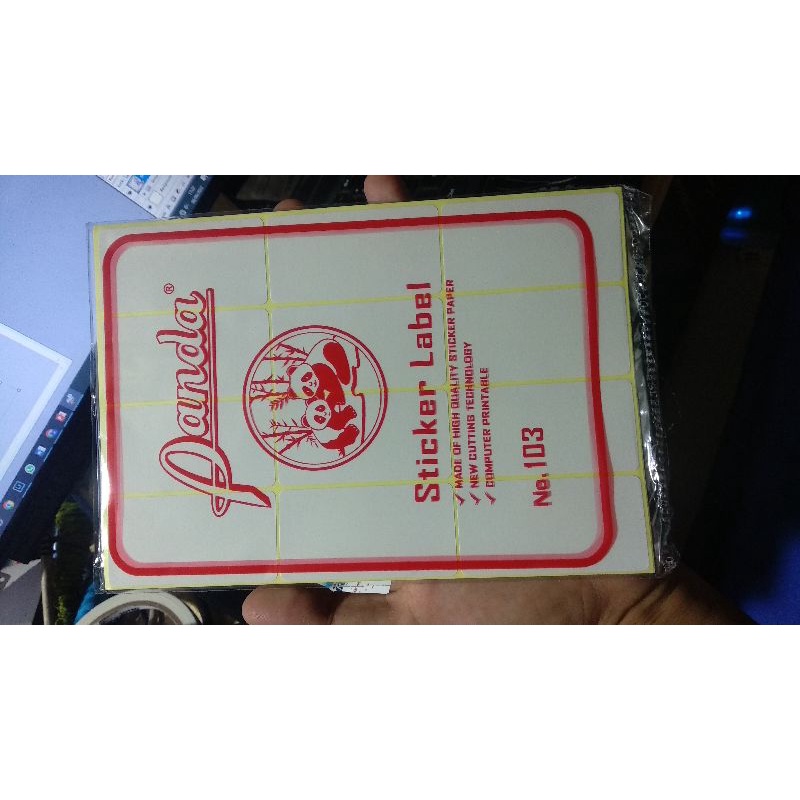 Panda®
Sticker Label
✓ MADE OF HIGH QUALITY STICKER PAPER
✓ NEW CUTTING TECHNOLOGY
✓ COMPUTER PRINTABLE
No. 103